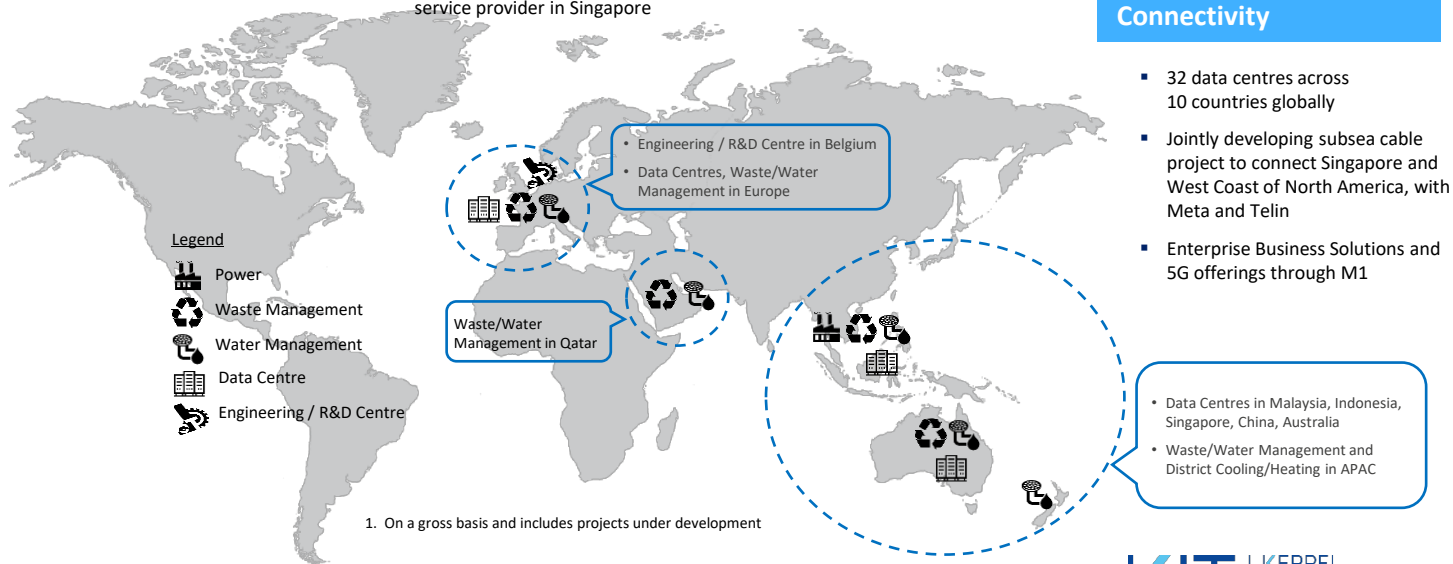 service provider in Singapore
Connectivity
▪ 32 data centres across
10 countries globally
▪ Jointly developing subsea cable
project to connect Singapore and
West Coast of North America, with
Meta and Telin
▪ Enterprise Business Solutions and
5G offerings through M1
• Engineering / R&D Centre in Belgium
• Data Centres, Waste/Water
Management in Europe
Legend
Power
Waste Management
Water Management
Data Centre
Engineering / R&D Centre
Waste/Water
Management in Qatar
• Data Centres in Malaysia, Indonesia,
Singapore, China, Australia
• Waste/Water Management and
District Cooling/Heating in APAC
1. On a gross basis and includes projects under development